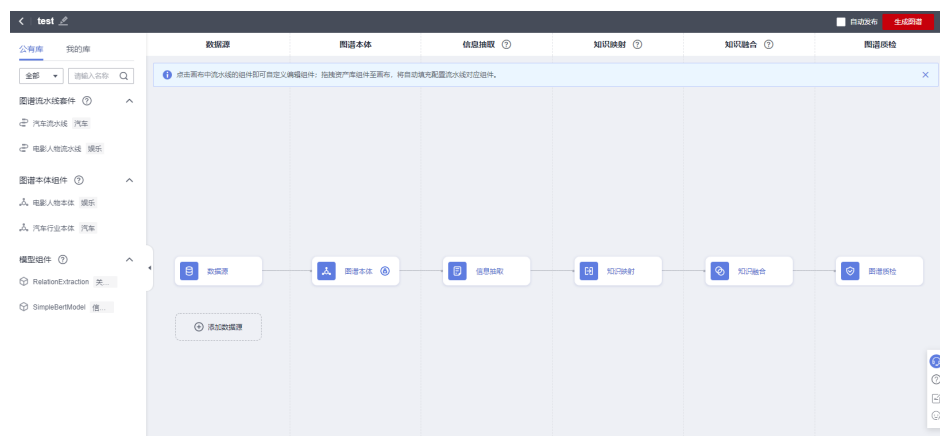 test
自动发布
生成图谱
公有库 我的库
全部 请输入名称
图谱流水线套件
汽车流水线 汽车
电影人物流水线 娱乐
图谱本体组件
电影人物本体 娱乐
汽车行业本体 汽车
模型组件
RelationExtraction 关...
SimpleBertModel 信...
数据源 图谱本体 信息抽取 知识映射 知识融合 图谱质检
点击画布中流水线的组件即可自定义编辑组件；拖拽资产库组件至画布，将自动填充配置流水线对应组件。
数据源 图谱本体 信息抽取 知识映射 知识融合 图谱质检
添加数据源